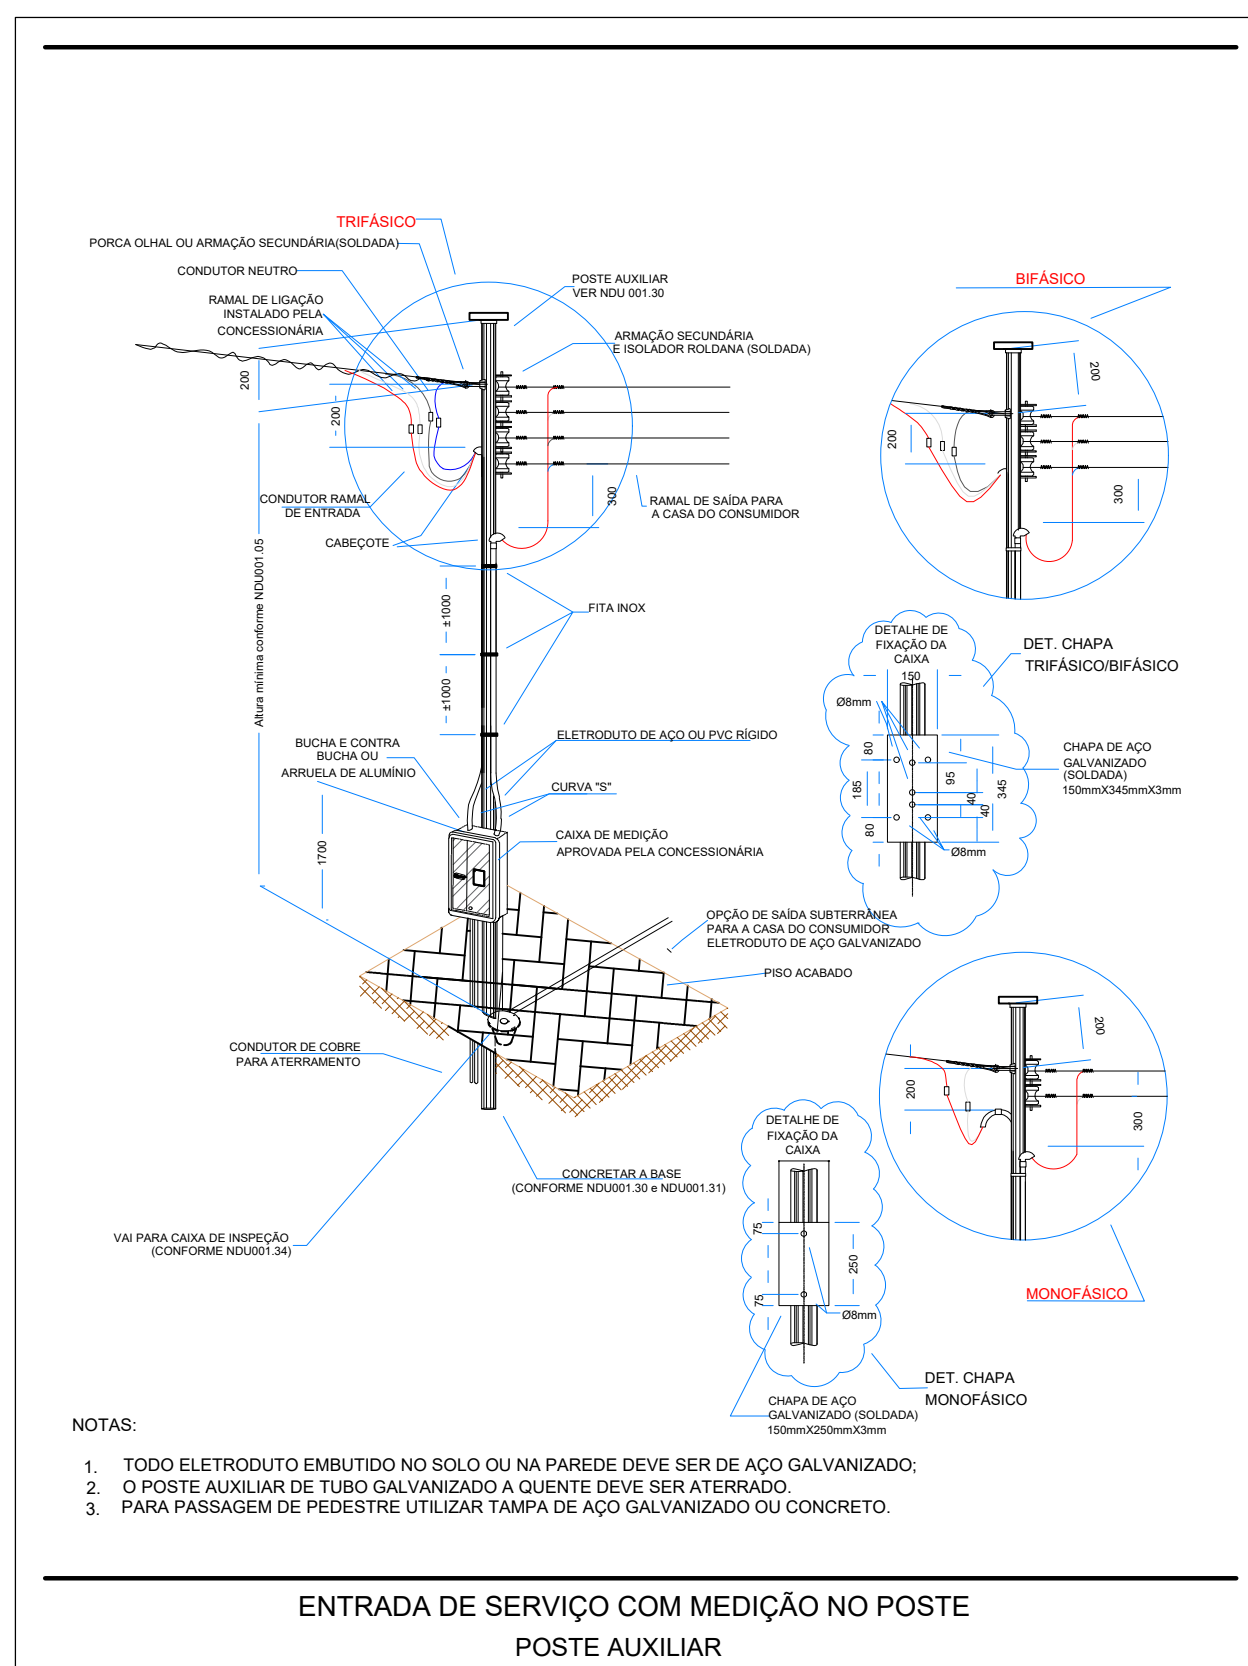 TRIFÁSICO
PORCA OLHAL OU ARMAÇÃO SECUNDÁRIA(SOLDADA)
CONDUTOR NEUTRO
RAMAL DE LIGAÇÃO
INSTALADO PELA
CONCESSIONÁRIA
POSTE AUXILIAR
VER NDU 001.30
ARMAÇÃO SECUNDÁRIA
E ISOLADOR ROLDANA (SOLDADA)
200
200
300
CONDUTOR RAMAL
DE ENTRADA
CABEÇOTE
RAMAL DE SAÍDA PARA
A CASA DO CONSUMIDOR
Altura mínima conforme NDU001.05
±1000
±1000
FITA INOX
BUCHA E CONTRA
BUCHA OU
ARRUELA DE ALUMÍNIO
ELETRODUTO DE AÇO OU PVC RÍGIDO
CURVA "S"
1700
CAIXA DE MEDIÇÃO
APROVADA PELA CONCESSIONÁRIA
OPÇÃO DE SAÍDA SUBTERRÂNEA
PARA A CASA DO CONSUMIDOR
ELETRODUTO DE AÇO GALVANIZADO
PISO ACABADO
CONDUTOR DE COBRE
PARA ATERRAMENTO
CONCRETAR A BASE
(CONFORME NDU001.30 e NDU001.31)
VAI PARA CAIXA DE INSPEÇÃO
(CONFORME NDU001.34)
BIFÁSICO
200
200
300
DETALHE DE
FIXAÇÃO DA
CAIXA
150
DET. CHAPA
TRIFÁSICO/BIFÁSICO
Ø8mm
80
185
80
95
40
40
345
Ø8mm
CHAPA DE AÇO
GALVANIZADO
(SOLDADA)
150mmX345mmX3mm
200
200
300
MONOFÁSICO
DETALHE DE
FIXAÇÃO DA
CAIXA
75
75
250
Ø8mm
DET. CHAPA
MONOFÁSICO
CHAPA DE AÇO
GALVANIZADO (SOLDADA)
150mmX250mmX3mm
NOTAS:
1. TODO ELETRODUTO EMBUTIDO NO SOLO OU NA PAREDE DEVE SER DE AÇO GALVANIZADO;
2. O POSTE AUXILIAR DE TUBO GALVANIZADO A QUENTE DEVE SER ATERRADO.
3. PARA PASSAGEM DE PEDESTRE UTILIZAR TAMPA DE AÇO GALVANIZADO OU CONCRETO.
ENTRADA DE SERVIÇO COM MEDIÇÃO NO POSTE
POSTE AUXILIAR